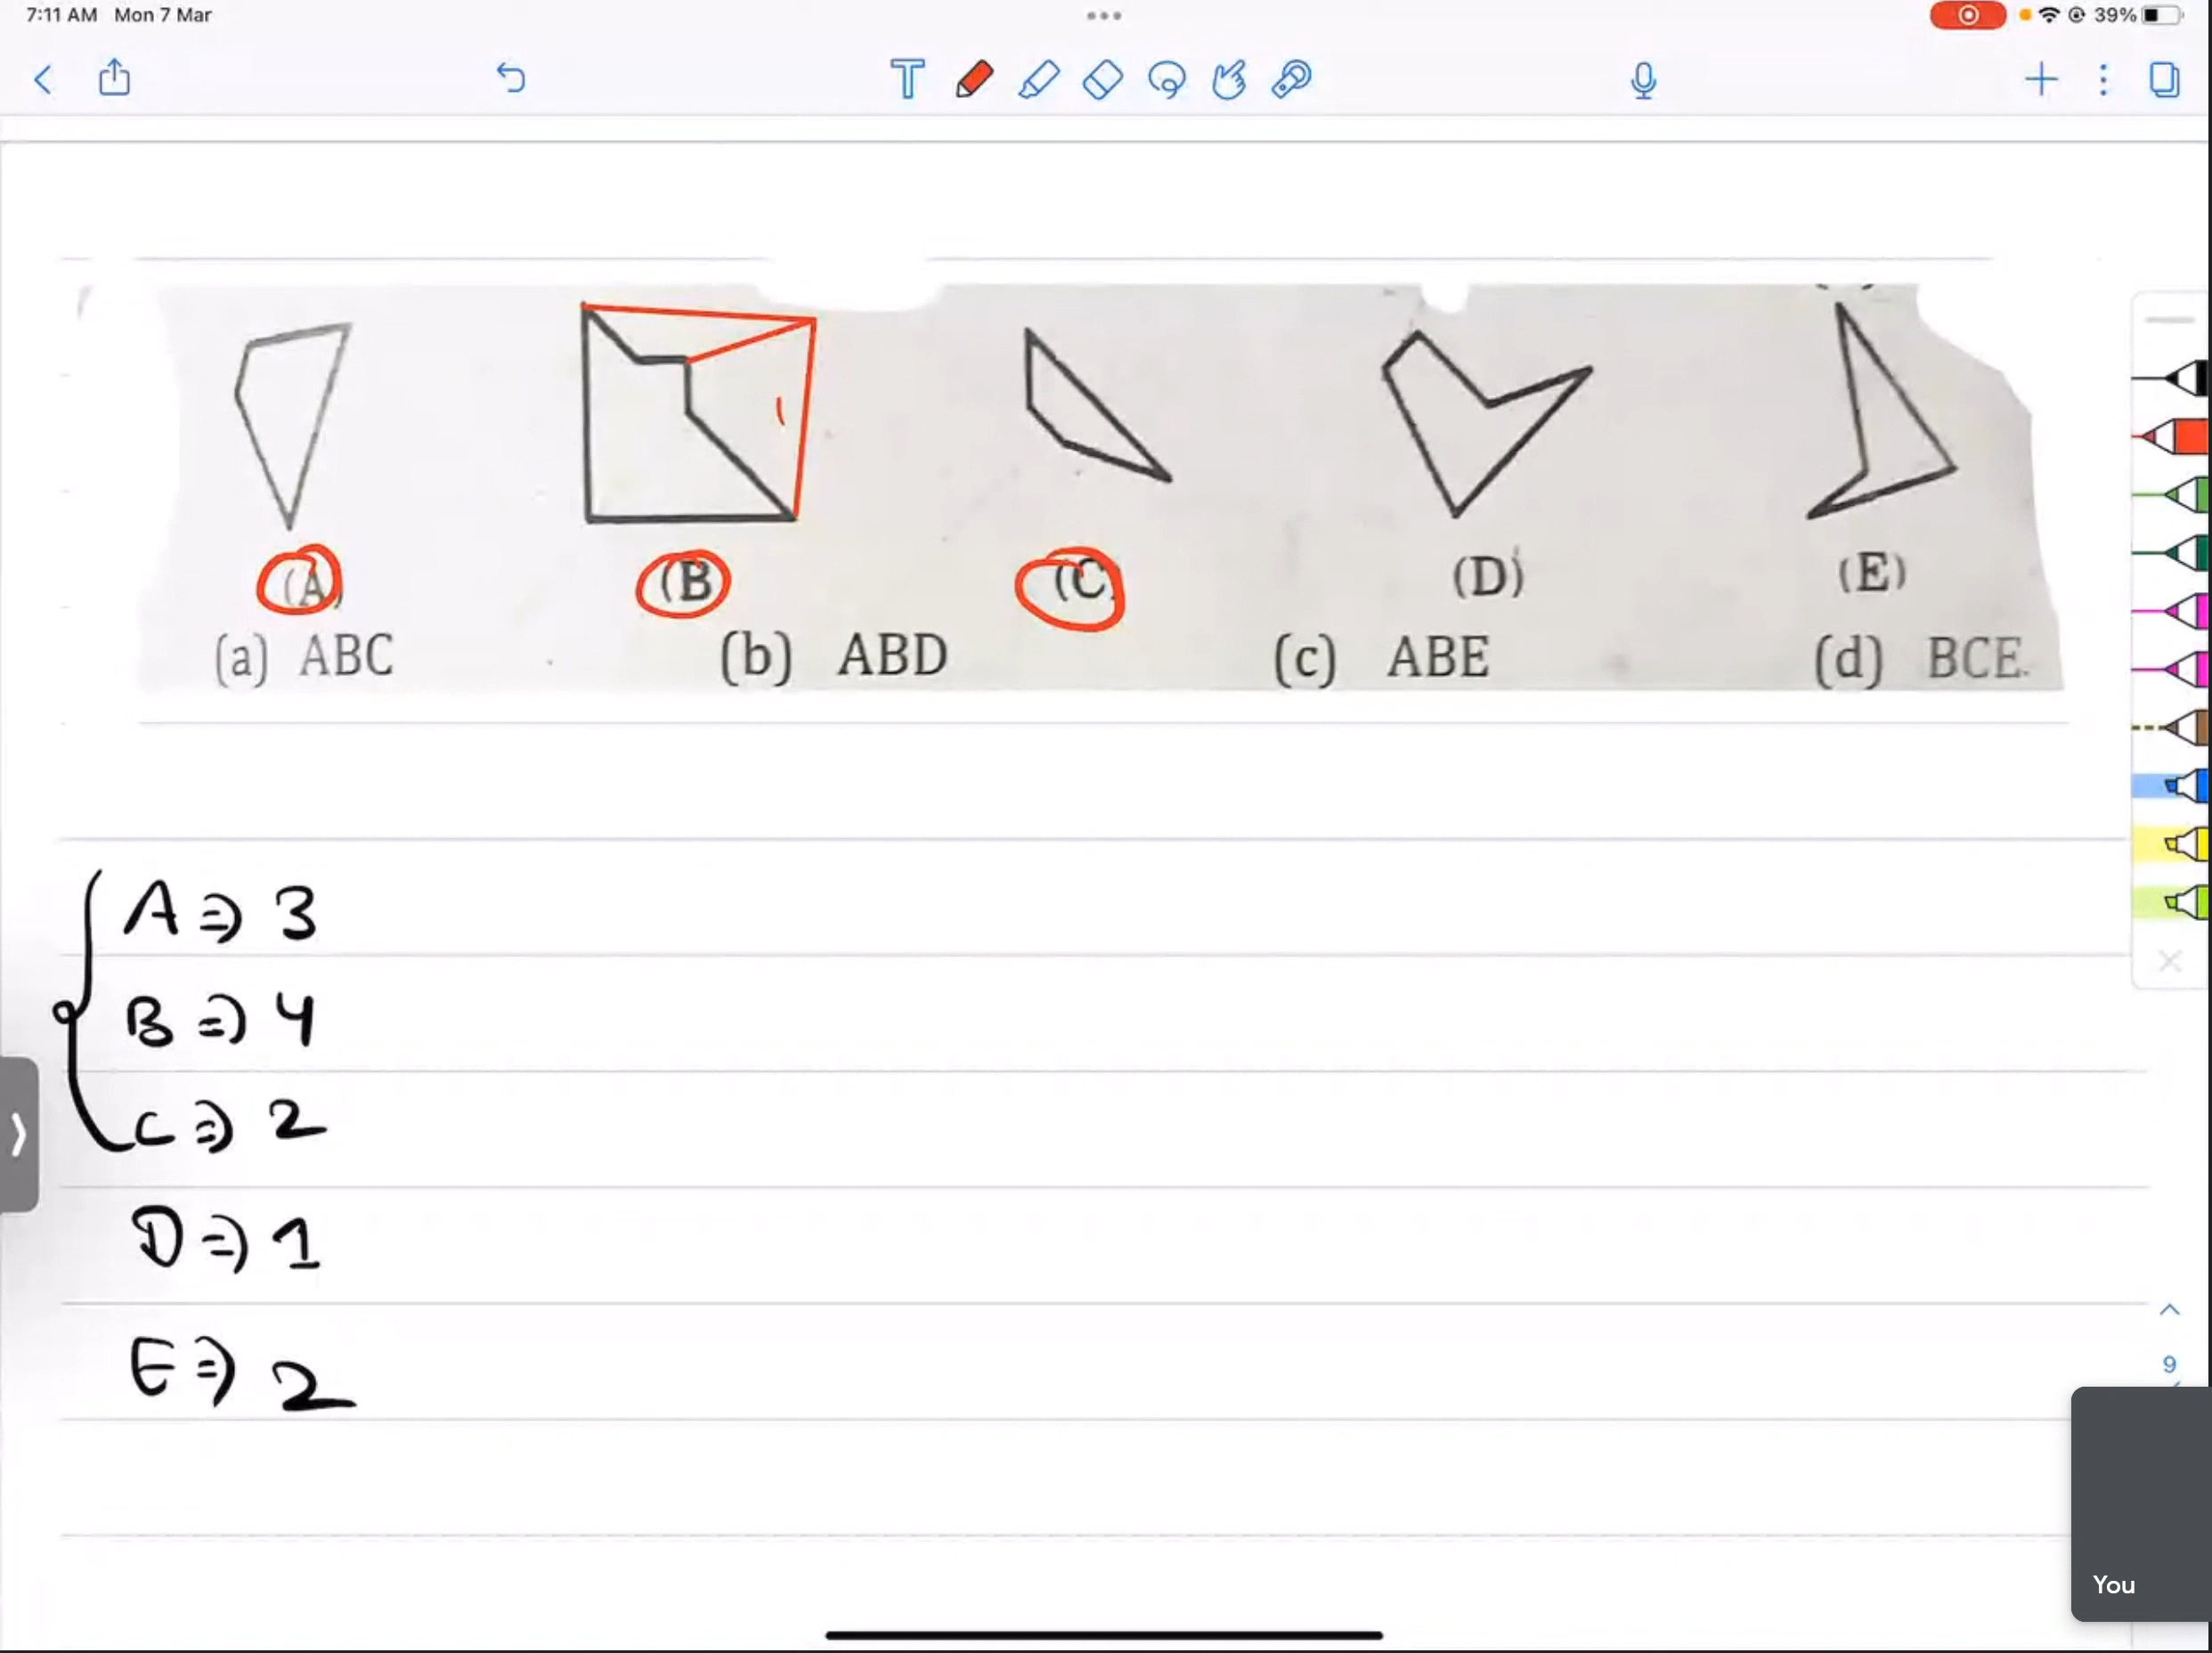 7:11 AM Mon 7 Mar
39%
T
(A) (B) (C) (D) (E)
(a) ABC (b) ABD (c) ABE (d) BCE.
A ⇒ 3
B ⇒ 4
C ⇒ 2
D ⇒ 1
E ⇒ 2
9
You